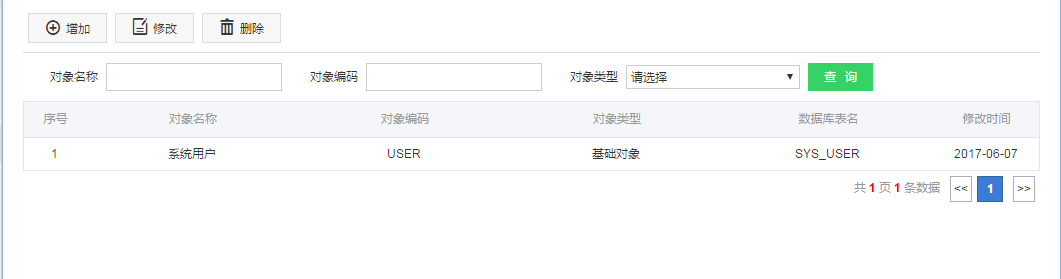 增加 修改 删除
对象名称 对象编码 对象类型 请选择 ▼ 查 询
序号 对象名称 对象编码 对象类型 数据库表名 修改时间
1 系统用户 USER 基础对象 SYS_USER 2017-06-07
共 1 页 1 条数据 << 1 >>